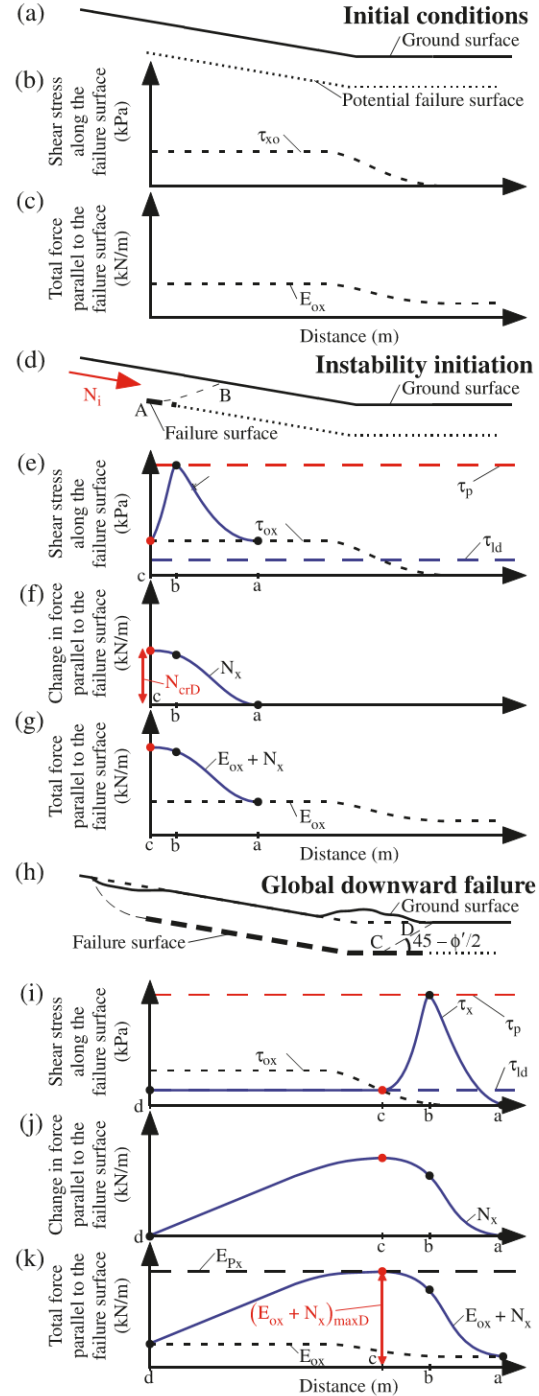 (a)
Initial conditions
Ground surface
(b)
Potential failure surface
Shear stress
along the
failure surface
(kPa)
τxo
(c)
Total force
parallel to the
failure surface
(kN/m)
Eox
Distance (m)
(d)
Instability initiation
Ground surface
Ni
A
B
Failure surface
(e)
Shear stress
along the
failure surface
(kPa)
τp
τox
τld
c
b
a
(f)
Change in force
parallel to the
failure surface
(kN/m)
Nx
NcrD
c
b
a
(g)
Total force
parallel to the
failure surface
(kN/m)
Eox + Nx
Eox
c
b
a
Distance (m)
(h)
Global downward failure
Ground surface
Failure surface
C
D
45 – ϕ′/2
(i)
Shear stress
along the
failure surface
(kPa)
τx
τp
τox
τld
d
c
b
a
(j)
Change in force
parallel to the
failure surface
(kN/m)
Nx
d
c
b
a
(k)
Total force
parallel to the
failure surface
(kN/m)
EPx
(Eox + Nx)maxD
Eox + Nx
Eox
c
d
c
b
a
Distance (m)